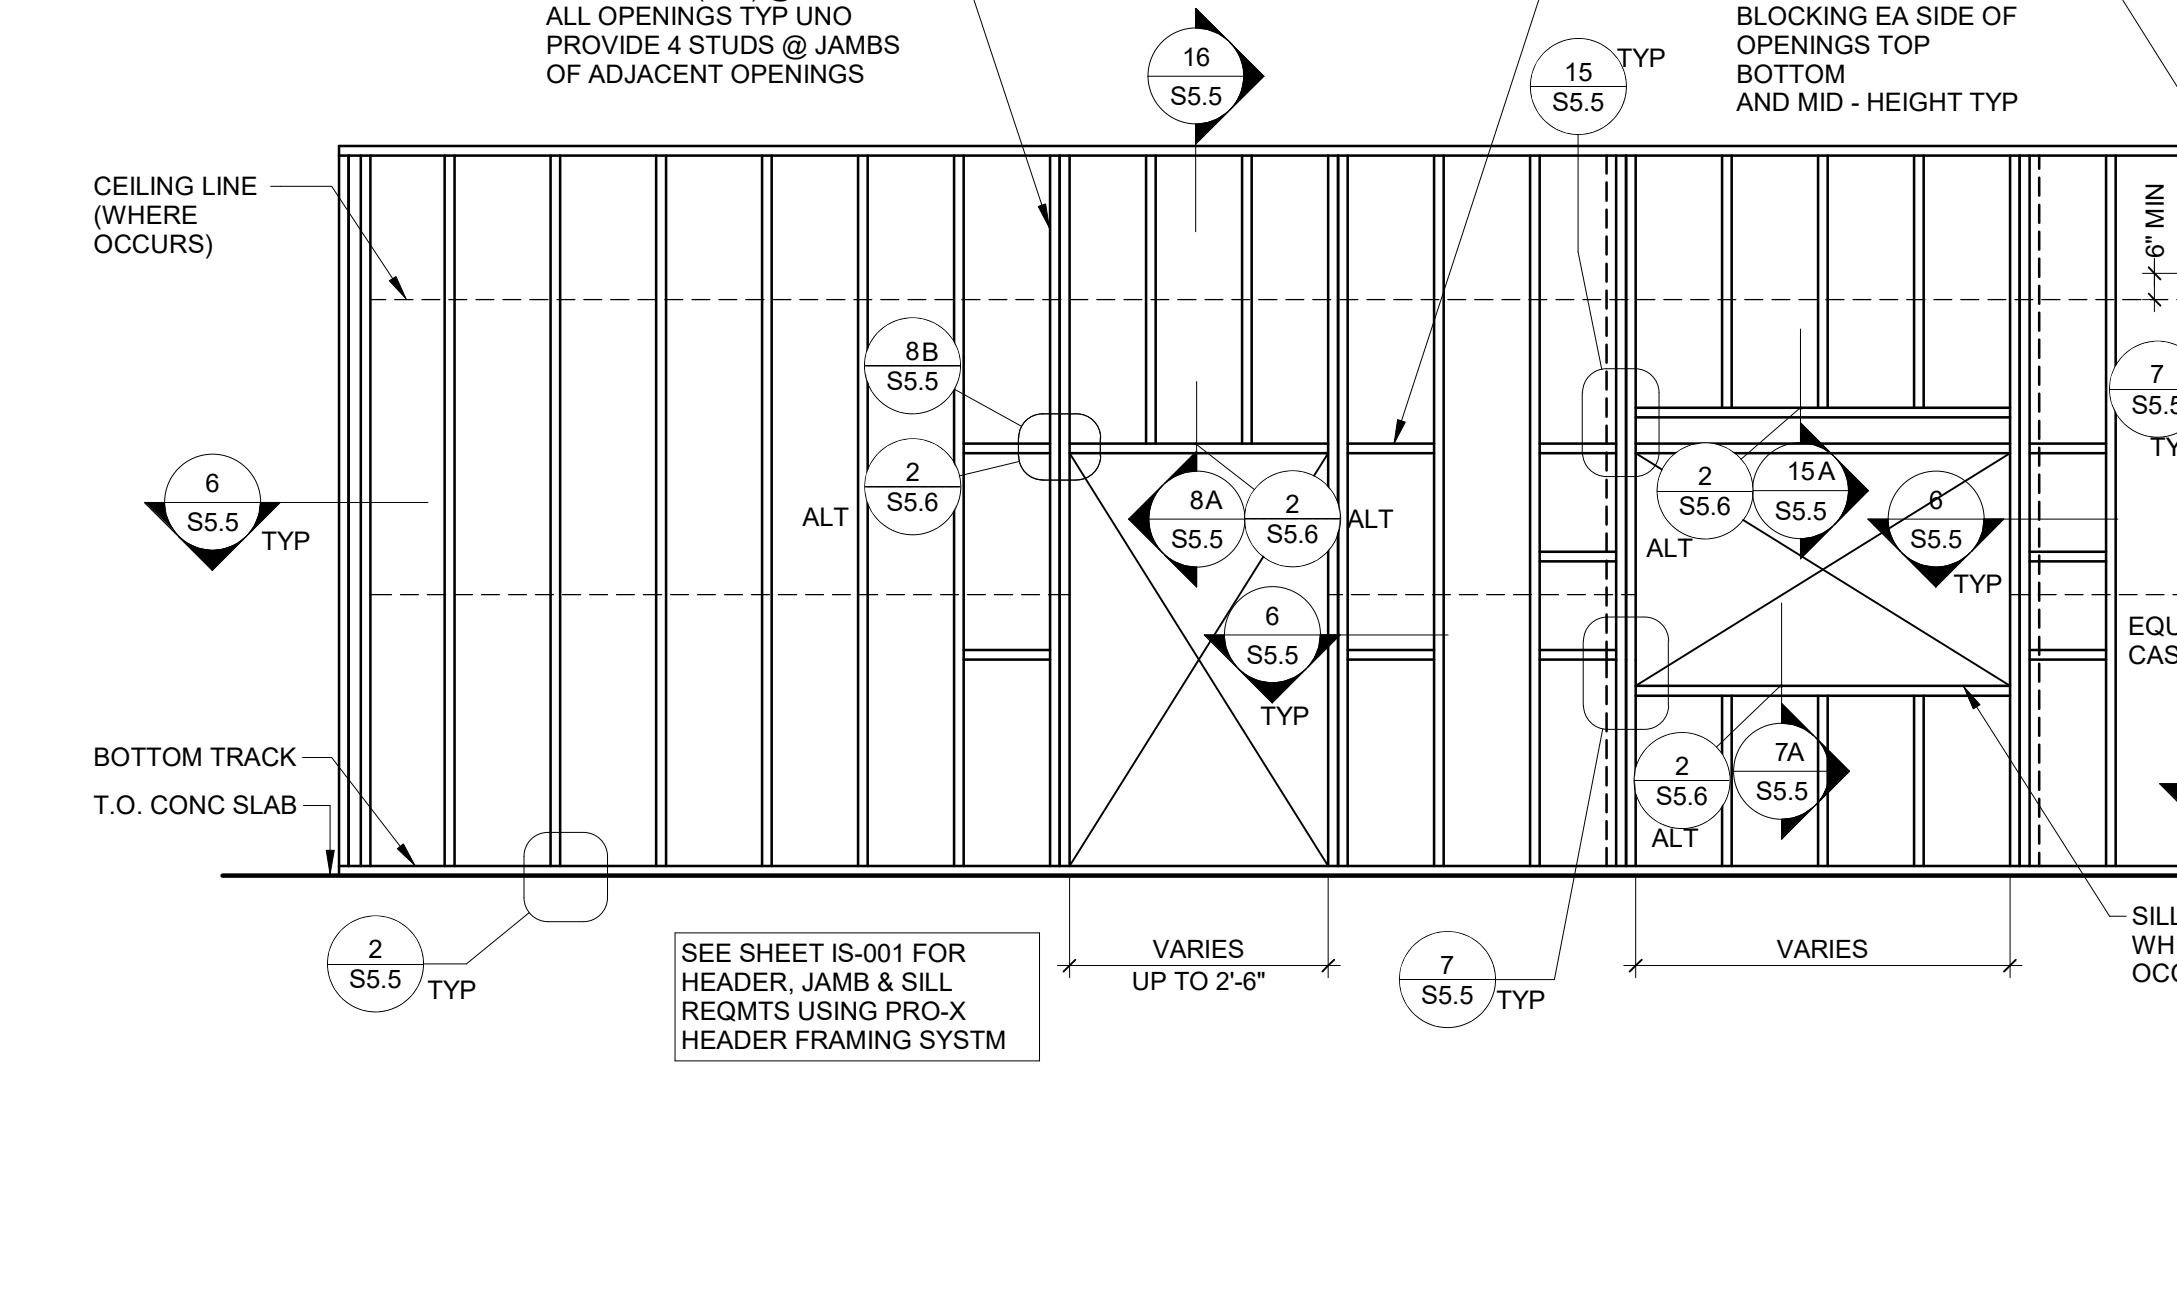 ALL OPENINGS TYP UNO
PROVIDE 4 STUDS @ JAMBS
OF ADJACENT OPENINGS
16
S5.5
15
S5.5
TYP
BLOCKING EA SIDE OF
OPENINGS TOP
BOTTOM
AND MID - HEIGHT TYP
CEILING LINE
(WHERE
OCCURS)
6" MIN
8B
S5.5
2
S5.6
ALT
6
S5.5
TYP
8A
S5.5
2
S5.6
ALT
6
S5.5
TYP
2
S5.6
ALT
15A
S5.5
6
S5.5
TYP
7
S5.5
BOTTOM TRACK
T.O. CONC SLAB
2
S5.6
ALT
7A
S5.5
2
S5.5
TYP
SEE SHEET IS-001 FOR
HEADER, JAMB & SILL
REQMTS USING PRO-X
HEADER FRAMING SYSTM
VARIES
UP TO 2'-6"
7
S5.5
TYP
VARIES
SILL